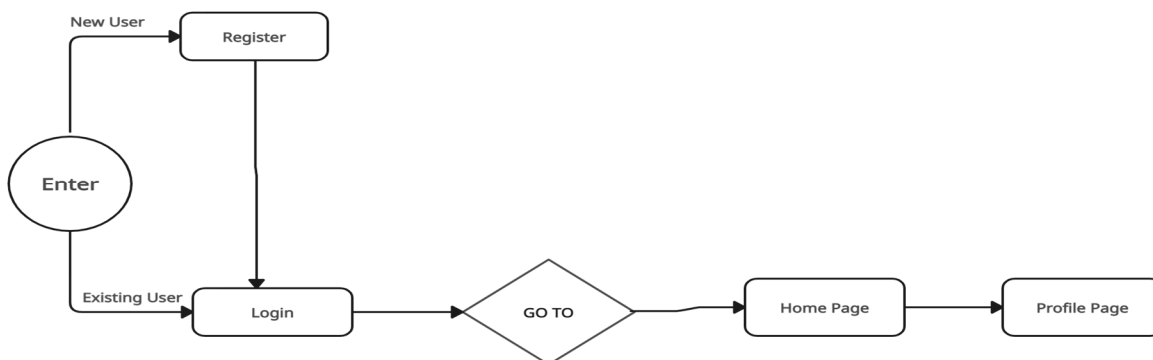 New User
Register
Enter
Existing User
Login
GO TO
Home Page
Profile Page